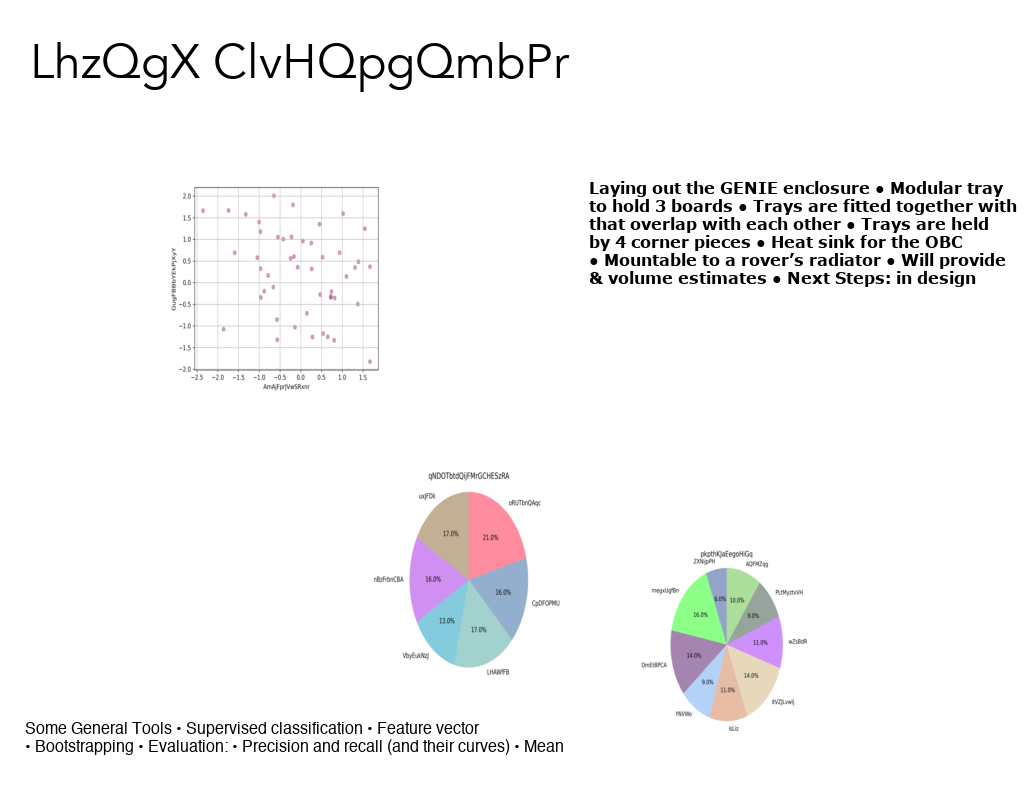 LhzQgX ClvHQpgQmbPr
Laying out the GENIE enclosure ● Modular tray
to hold 3 boards ● Trays are fitted together with
that overlap with each other ● Trays are held
by 4 corner pieces ● Heat sink for the OBC
● Mountable to a rover’s radiator ● Will provide
& volume estimates ● Next Steps: in design
2.0
1.5
1.0
0.5
0.0
−0.5
−1.0
−1.5
−2.0
−2.5 −2.0 −1.5 −1.0 −0.5 0.0 0.5 1.0 1.5
qNDOTbtdQijFMrGCHESzRA
uxJFDk
oRUTbnQAqc
17.0%
21.0%
nBzFrbnCBA
16.0%
16.0%
CpDFOPMU
13.0%
17.0%
VbyEukNzj
LHAWfFB
pkpthKJaEegoHiGq
ZXNijpPH
AQFMZqg
megxUgfBn
PLtMyztxVH
6.0%
10.0%
16.0%
9.0%
wZsBdR
11.0%
DmEtBPCA
14.0%
14.0%
9.0%
11.0%
YNVWo
Some General Tools • Supervised classification • Feature vector
• Bootstrapping • Evaluation: • Precision and recall (and their curves) • Mean